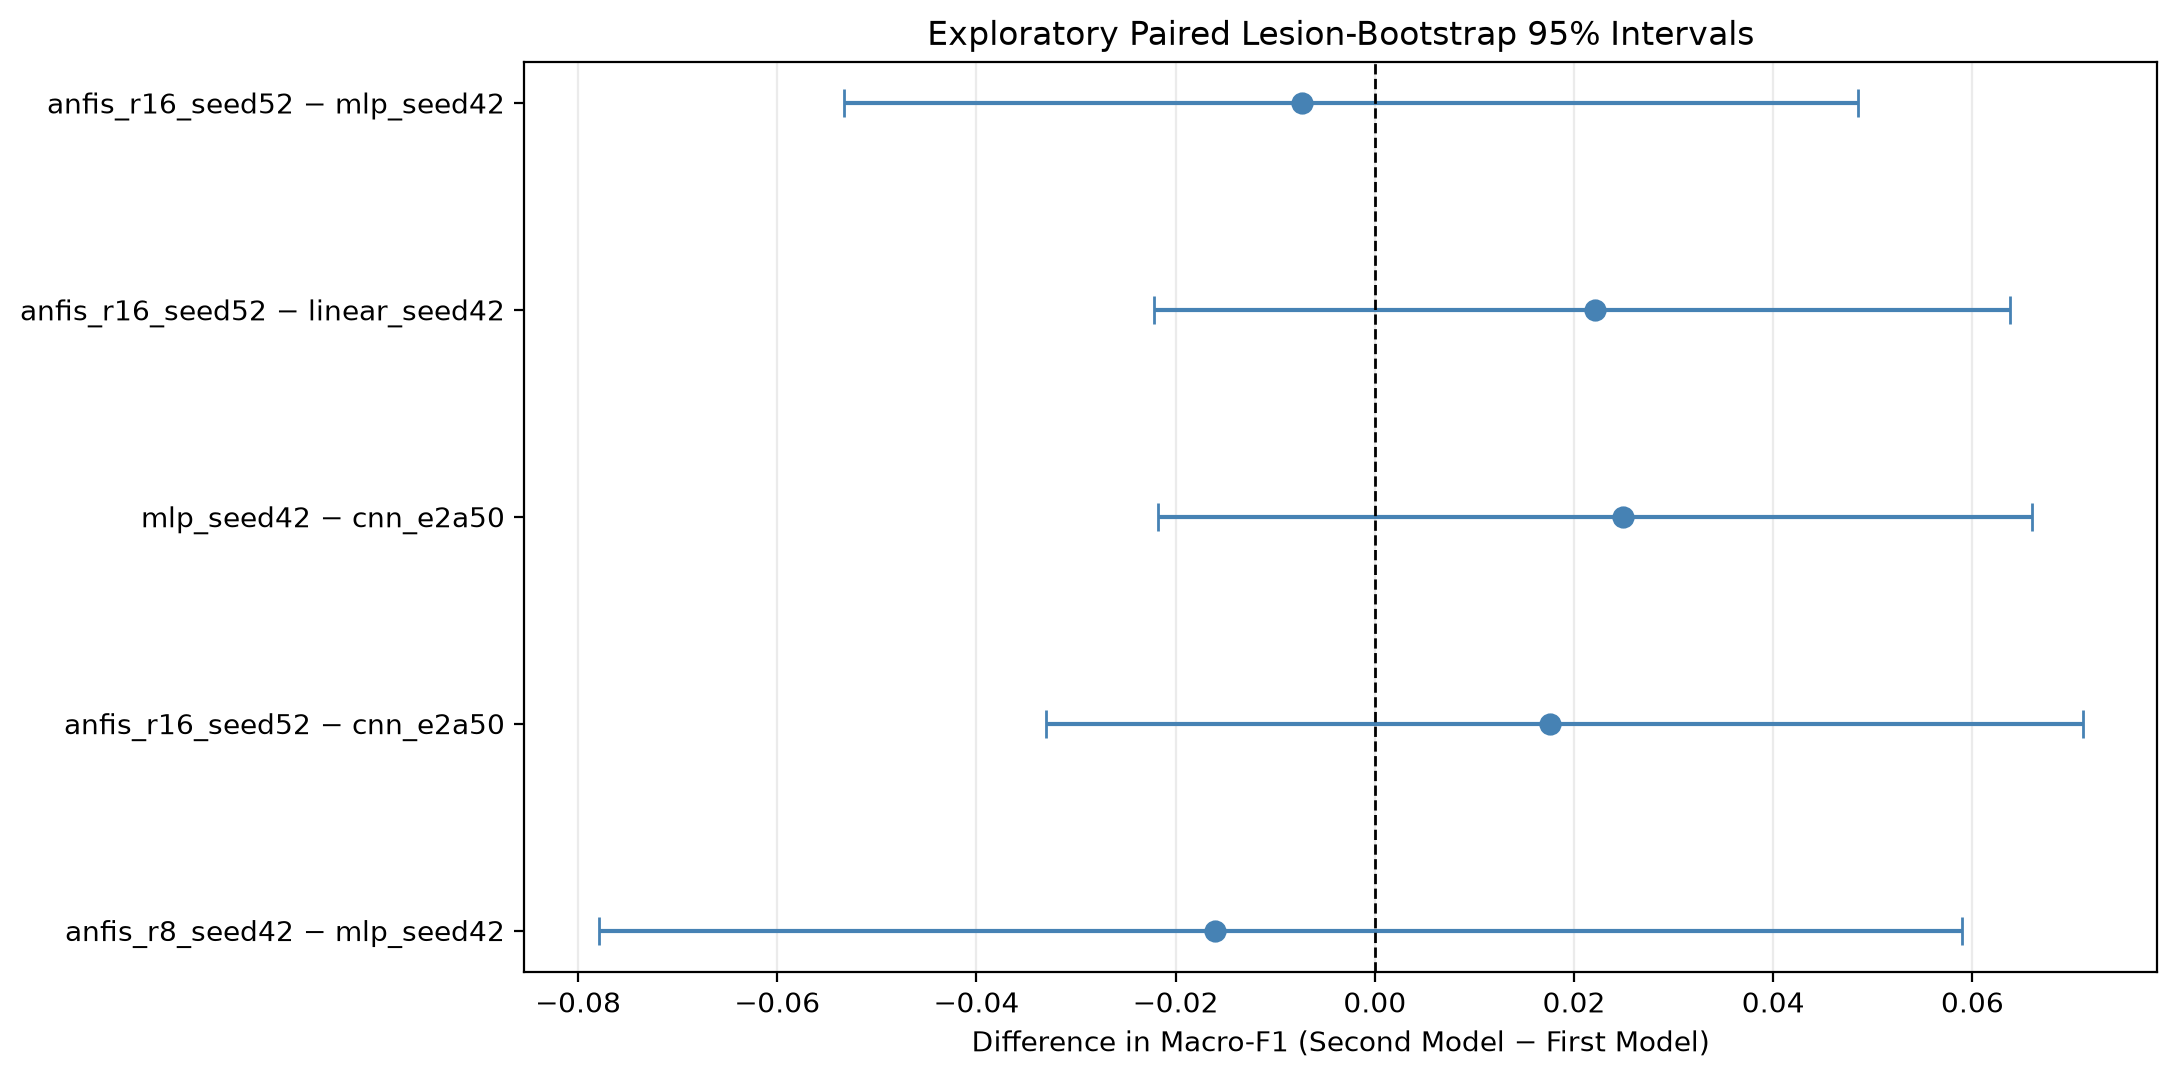 Exploratory Paired Lesion-Bootstrap 95% Intervals
anfis_r16_seed52 − mlp_seed42
anfis_r16_seed52 − linear_seed42
mlp_seed42 − cnn_e2a50
anfis_r16_seed52 − cnn_e2a50
anfis_r8_seed42 − mlp_seed42
−0.08 −0.06 −0.04 −0.02 0.00 0.02 0.04 0.06
Difference in Macro-F1 (Second Model − First Model)